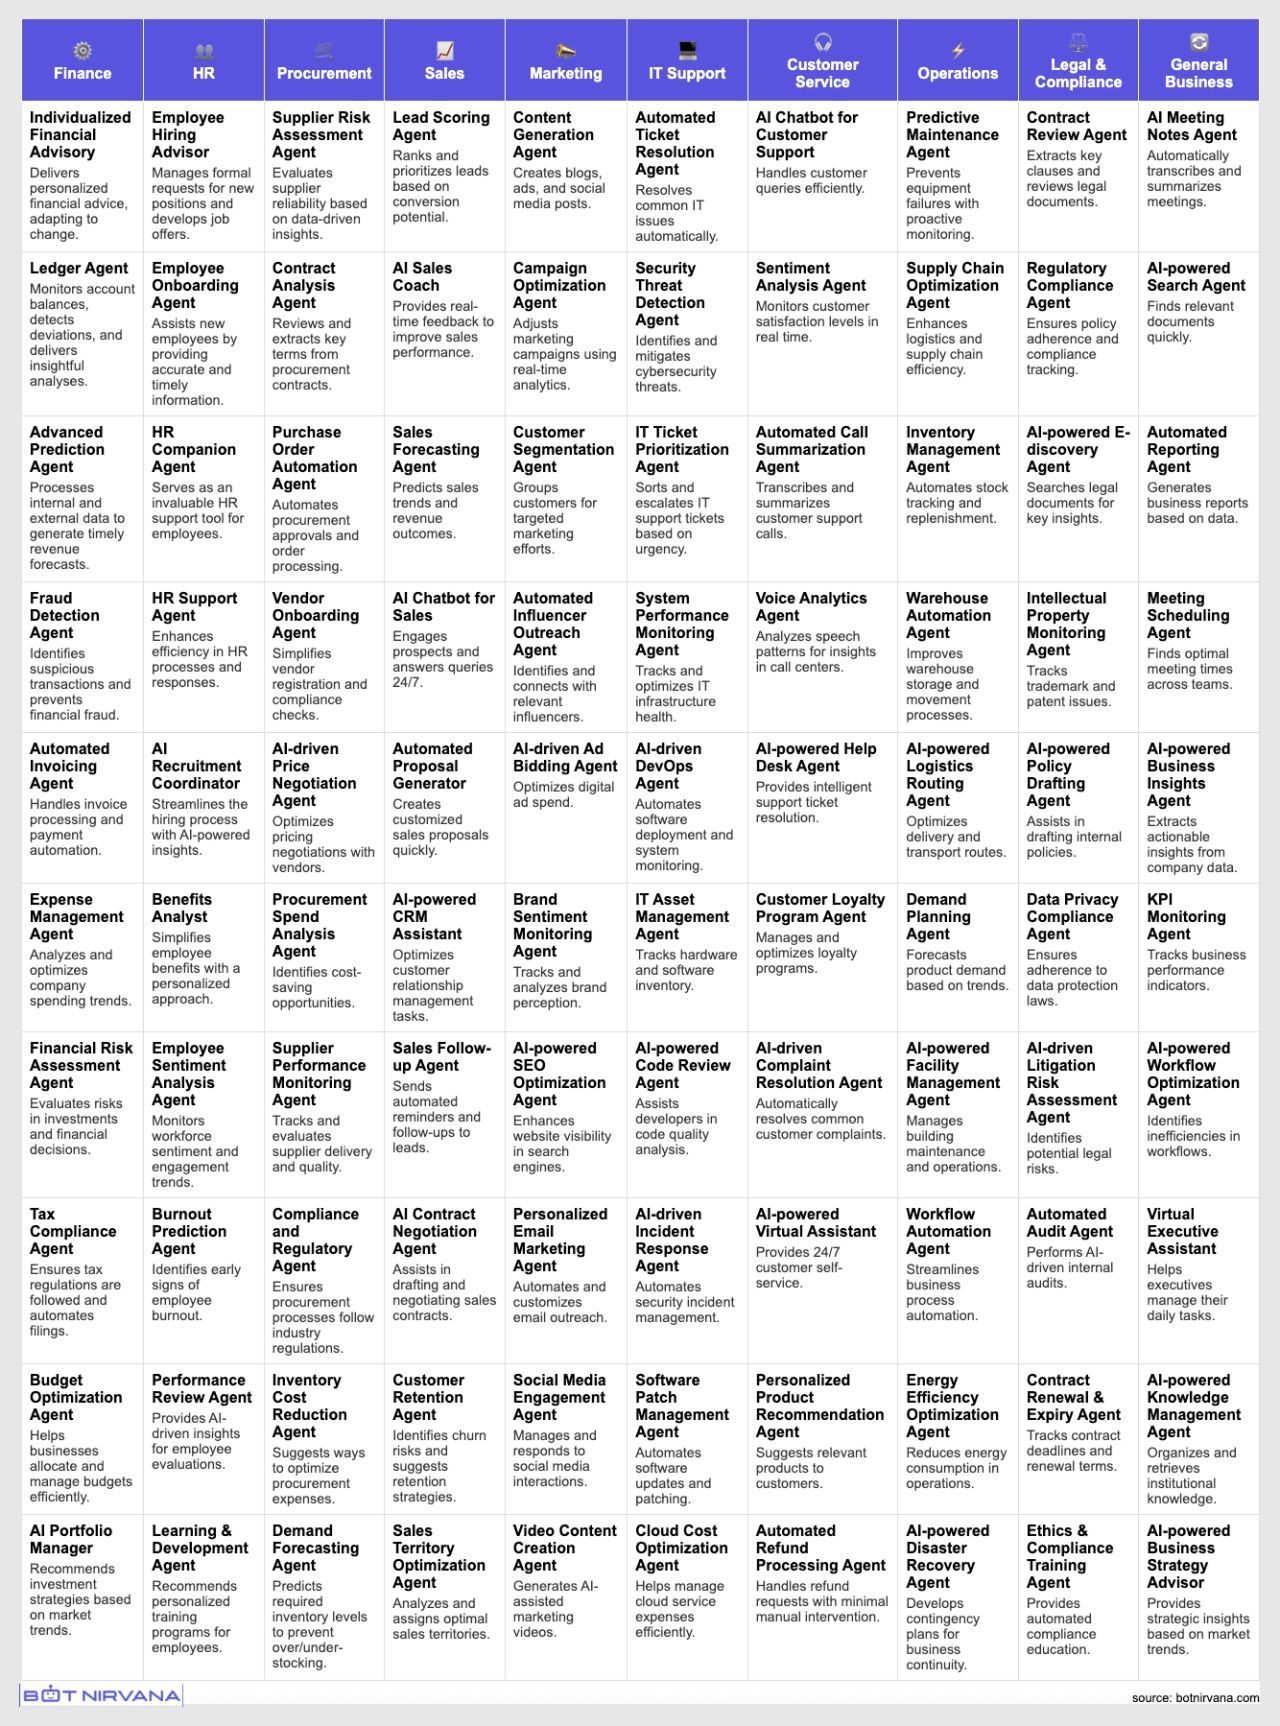 Finance
HR
Procurement
Sales
Marketing
IT Support
Customer
Service
Operations
Legal &
Compliance
General
Business
Individualized
Financial
Advisory
Delivers
personalized
financial advice,
adapting to
change.
Employee
Hiring
Advisor
Manages formal
requests for new
positions and
develops job
offers.
Supplier Risk
Assessment
Agent
Evaluates
supplier
reliability based
on data-driven
insights.
Lead Scoring
Agent
Ranks and
prioritizes leads
based on
conversion
potential.
Content
Generation
Agent
Creates blogs,
ads, and social
media posts.
Automated
Ticket
Resolution
Agent
Resolves
common IT
issues
automatically.
AI Chatbot for
Customer
Support
Handles customer
queries efficiently.
Predictive
Maintenance
Agent
Prevents
equipment
failures with
proactive
monitoring.
Contract
Review Agent
Extracts key
clauses and
reviews legal
documents.
AI Meeting
Notes Agent
Automatically
transcribes and
summarizes
meetings.
Ledger Agent
Monitors account
balances,
detects
deviations, and
delivers
insightful
analyses.
Employee
Onboarding
Agent
Assists new
employees by
providing
accurate and
timely
information.
Contract
Analysis
Agent
Reviews and
extracts key
terms from
procurement
contracts.
AI Sales
Coach
Provides real-
time feedback to
improve sales
performance.
Campaign
Optimization
Agent
Adjusts
marketing
campaigns using
real-time
analytics.
Security
Threat
Detection
Agent
Identifies and
mitigates
cybersecurity
threats.
Sentiment
Analysis Agent
Monitors customer
satisfaction levels in
real time.
Supply Chain
Optimization
Agent
Enhances
logistics and
supply chain
efficiency.
Regulatory
Compliance
Agent
Ensures policy
adherence and
compliance
tracking.
AI-powered
Search Agent
Finds relevant
documents
quickly.
Advanced
Prediction
Agent
Processes
internal and
external data to
generate timely
revenue
forecasts.
HR
Companion
Agent
Serves as an
invaluable HR
support tool for
employees.
Purchase
Order
Automation
Agent
Automates
procurement
approvals and
order
processing.
Sales
Forecasting
Agent
Predicts sales
trends and
revenue
outcomes.
Customer
Segmentation
Agent
Groups
customers for
targeted
marketing
efforts.
IT Ticket
Prioritization
Agent
Sorts and
escalates IT
support tickets
based on
urgency.
Automated Call
Summarization
Agent
Transcribes and
summarizes
customer support
calls.
Inventory
Management
Agent
Automates stock
tracking and
replenishment.
AI-powered E-
discovery
Agent
Searches legal
documents for
key insights.
Automated
Reporting
Agent
Generates
business reports
based on data.
Fraud
Detection
Agent
Identifies
suspicious
transactions and
prevents
financial fraud.
HR Support
Agent
Enhances
efficiency in HR
processes and
responses.
Vendor
Onboarding
Agent
Simplifies
vendor
registration and
compliance
checks.
AI Chatbot for
Sales
Engages
prospects and
answers queries
24/7.
Automated
Influencer
Outreach
Agent
Identifies and
connects with
relevant
influencers.
System
Performance
Monitoring
Agent
Tracks and
optimizes IT
infrastructure
health.
Voice Analytics
Agent
Analyzes speech
patterns for insights
in call centers.
Warehouse
Automation
Agent
Improves
warehouse
storage and
movement
processes.
Intellectual
Property
Monitoring
Agent
Tracks
trademark and
patent issues.
Meeting
Scheduling
Agent
Finds optimal
meeting times
across teams.
Automated
Invoicing
Agent
Handles invoice
processing and
payment
automation.
AI
Recruitment
Coordinator
Streamlines the
hiring process
with AI-powered
insights.
AI-driven
Price
Negotiation
Agent
Optimizes
pricing
negotiations with
vendors.
Automated
Proposal
Generator
Creates
customized
sales proposals
quickly.
AI-driven Ad
Bidding Agent
Optimizes digital
ad spend.
AI-driven
DevOps
Agent
Automates
software
deployment and
system
monitoring.
AI-powered Help
Desk Agent
Provides intelligent
support ticket
resolution.
AI-powered
Logistics
Routing
Agent
Optimizes
delivery and
transport routes.
AI-powered
Policy
Drafting
Agent
Assists in
drafting internal
policies.
AI-powered
Business
Insights
Agent
Extracts
actionable
insights from
company data.
Expense
Management
Agent
Analyzes and
optimizes
company
spending trends.
Benefits
Analyst
Simplifies
employee
benefits with a
personalized
approach.
Procurement
Spend
Analysis
Agent
Identifies cost-
saving
opportunities.
AI-powered
CRM
Assistant
Optimizes
customer
relationship
management
tasks.
Brand
Sentiment
Monitoring
Agent
Tracks and
analyzes brand
perception.
IT Asset
Management
Agent
Tracks hardware
and software
inventory.
Customer Loyalty
Program Agent
Manages and
optimizes loyalty
programs.
Demand
Planning
Agent
Forecasts
product demand
based on trends.
Data Privacy
Compliance
Agent
Ensures
adherence to
data protection
laws.
KPI
Monitoring
Agent
Tracks business
performance
indicators.
Financial Risk
Assessment
Agent
Evaluates risks
in investments
and financial
decisions.
Employee
Sentiment
Analysis
Agent
Monitors
workforce
sentiment and
engagement
trends.
Supplier
Performance
Monitoring
Agent
Tracks and
evaluates
supplier delivery
and quality.
Sales Follow-
up Agent
Sends
automated
reminders and
follow-ups to
leads.
AI-powered
SEO
Optimization
Agent
Enhances
website visibility
in search
engines.
AI-powered
Code Review
Agent
Assists
developers in
code quality
analysis.
AI-driven
Complaint
Resolution Agent
Automatically
resolves common
customer complaints.
AI-powered
Facility
Management
Agent
Manages
building
maintenance
and operations.
AI-driven
Litigation
Risk
Assessment
Agent
Identifies
potential legal
risks.
AI-powered
Workflow
Optimization
Agent
Identifies
inefficiencies in
workflows.
Tax
Compliance
Agent
Ensures tax
regulations are
followed and
automates
filings.
Burnout
Prediction
Agent
Identifies early
signs of
employee
burnout.
Compliance
and
Regulatory
Agent
Ensures
procurement
processes follow
industry
regulations.
AI Contract
Negotiation
Agent
Assists in
drafting and
negotiating sales
contracts.
Personalized
Email
Marketing
Agent
Automates and
customizes
email outreach.
AI-driven
Incident
Response
Agent
Automates
security incident
management.
AI-powered
Virtual Assistant
Provides 24/7
customer self-
service.
Workflow
Automation
Agent
Streamlines
business
process
automation.
Automated
Audit Agent
Performs AI-
driven internal
audits.
Virtual
Executive
Assistant
Helps
executives
manage their
daily tasks.
Budget
Optimization
Agent
Helps
businesses
allocate and
manage budgets
efficiently.
Performance
Review Agent
Provides AI-
driven insights
for employee
evaluations.
Inventory
Cost
Reduction
Agent
Suggests ways
to optimize
procurement
expenses.
Customer
Retention
Agent
Identifies churn
risks and
suggests
retention
strategies.
Social Media
Engagement
Agent
Manages and
responds to
social media
interactions.
Software
Patch
Management
Agent
Automates
software
updates and
patching.
Personalized
Product
Recommendation
Agent
Suggests relevant
products to
customers.
Energy
Efficiency
Optimization
Agent
Reduces energy
consumption in
operations.
Contract
Renewal &
Expiry Agent
Tracks contract
deadlines and
renewal terms.
AI-powered
Knowledge
Management
Agent
Organizes and
retrieves
institutional
knowledge.
AI Portfolio
Manager
Recommends
investment
strategies based
on market
trends.
Learning &
Development
Agent
Recommends
personalized
training
programs for
employees.
Demand
Forecasting
Agent
Predicts
required
inventory levels
to prevent
over/under-
stocking.
Sales
Territory
Optimization
Agent
Analyzes and
assigns optimal
sales territories.
Video Content
Creation
Agent
Generates AI-
assisted
marketing
videos.
Cloud Cost
Optimization
Agent
Helps manage
cloud service
expenses
efficiently.
Automated
Refund
Processing Agent
Handles refund
requests with minimal
manual intervention.
AI-powered
Disaster
Recovery
Agent
Develops
contingency
plans for
business
continuity.
Ethics &
Compliance
Training
Agent
Provides
automated
compliance
education.
AI-powered
Business
Strategy
Advisor
Provides
strategic insights
based on market
trends.
BOT NIRVANA
source: botnirvana.com